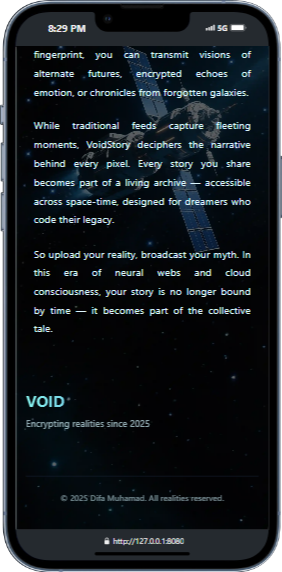 8:29 PM
5G
fingerprint, you can transmit visions of
alternate futures, encrypted echoes of
emotion, or chronicles from forgotten galaxies.
While traditional feeds capture fleeting
moments, VoidStory deciphers the narrative
behind every pixel. Every story you share
becomes part of a living archive — accessible
across space-time, designed for dreamers who
code their legacy.
So upload your reality, broadcast your myth. In
this era of neural webs and cloud
consciousness, your story is no longer bound
by time — it becomes part of the collective
tale.
VOID
Encrypting realities since 2025
© 2025 Difa Muhamad. All realities reserved.
http://127.0.0.1:8080